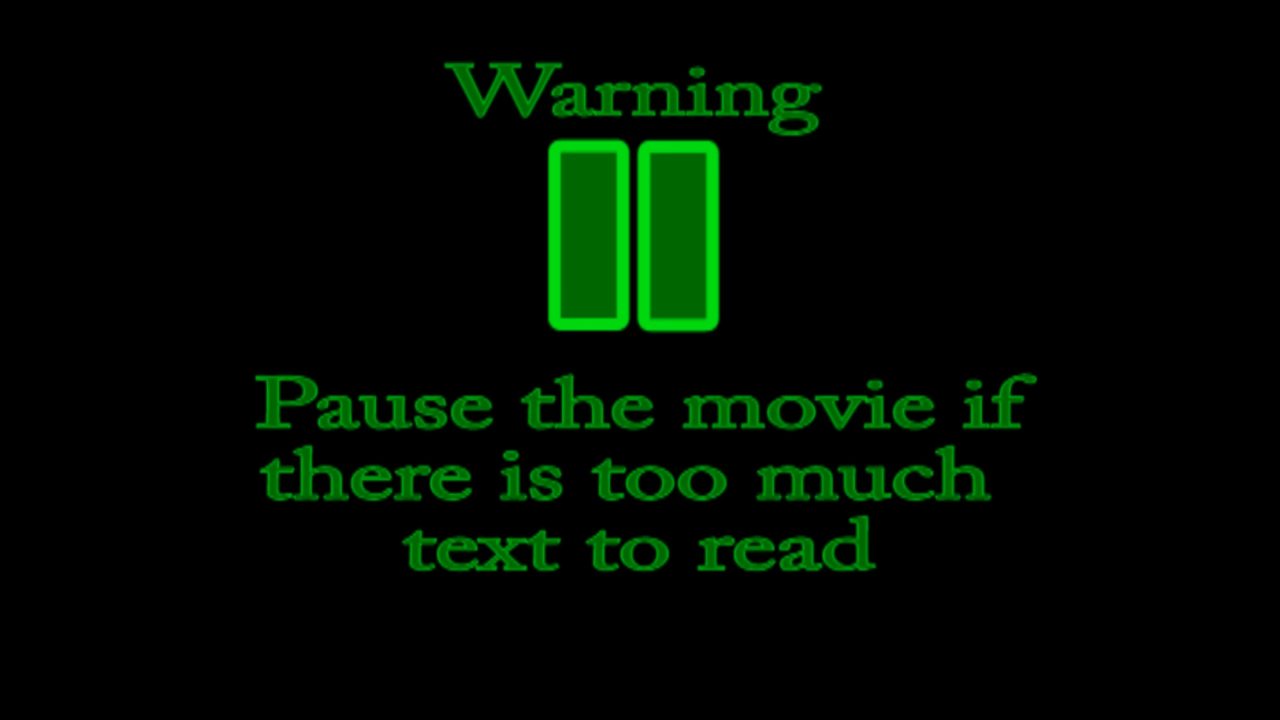 Warning
Pause the movie if
there is too much
text to read